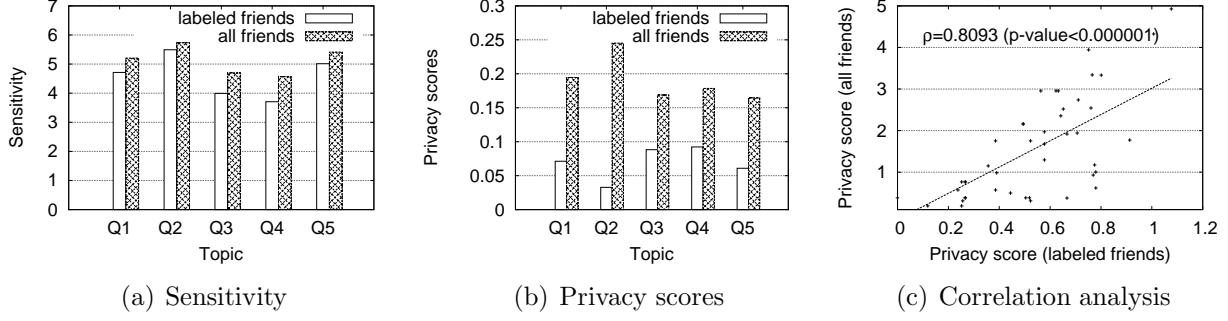 labeled friends
all friends
7
6
5
4
3
2
1
0
Sensitivity
Q1 Q2 Q3 Q4 Q5
Topic
(a) Sensitivity
labeled friends
all friends
0.3
0.25
0.2
0.15
0.1
0.05
0
Privacy scores
Q1 Q2 Q3 Q4 Q5
Topic
(b) Privacy scores
ρ=0.8093 (p-value<0.000001)
5
4
3
2
1
Privacy score (all friends)
0 0.2 0.4 0.6 0.8 1 1.2
Privacy score (labeled friends)
(c) Correlation analysis